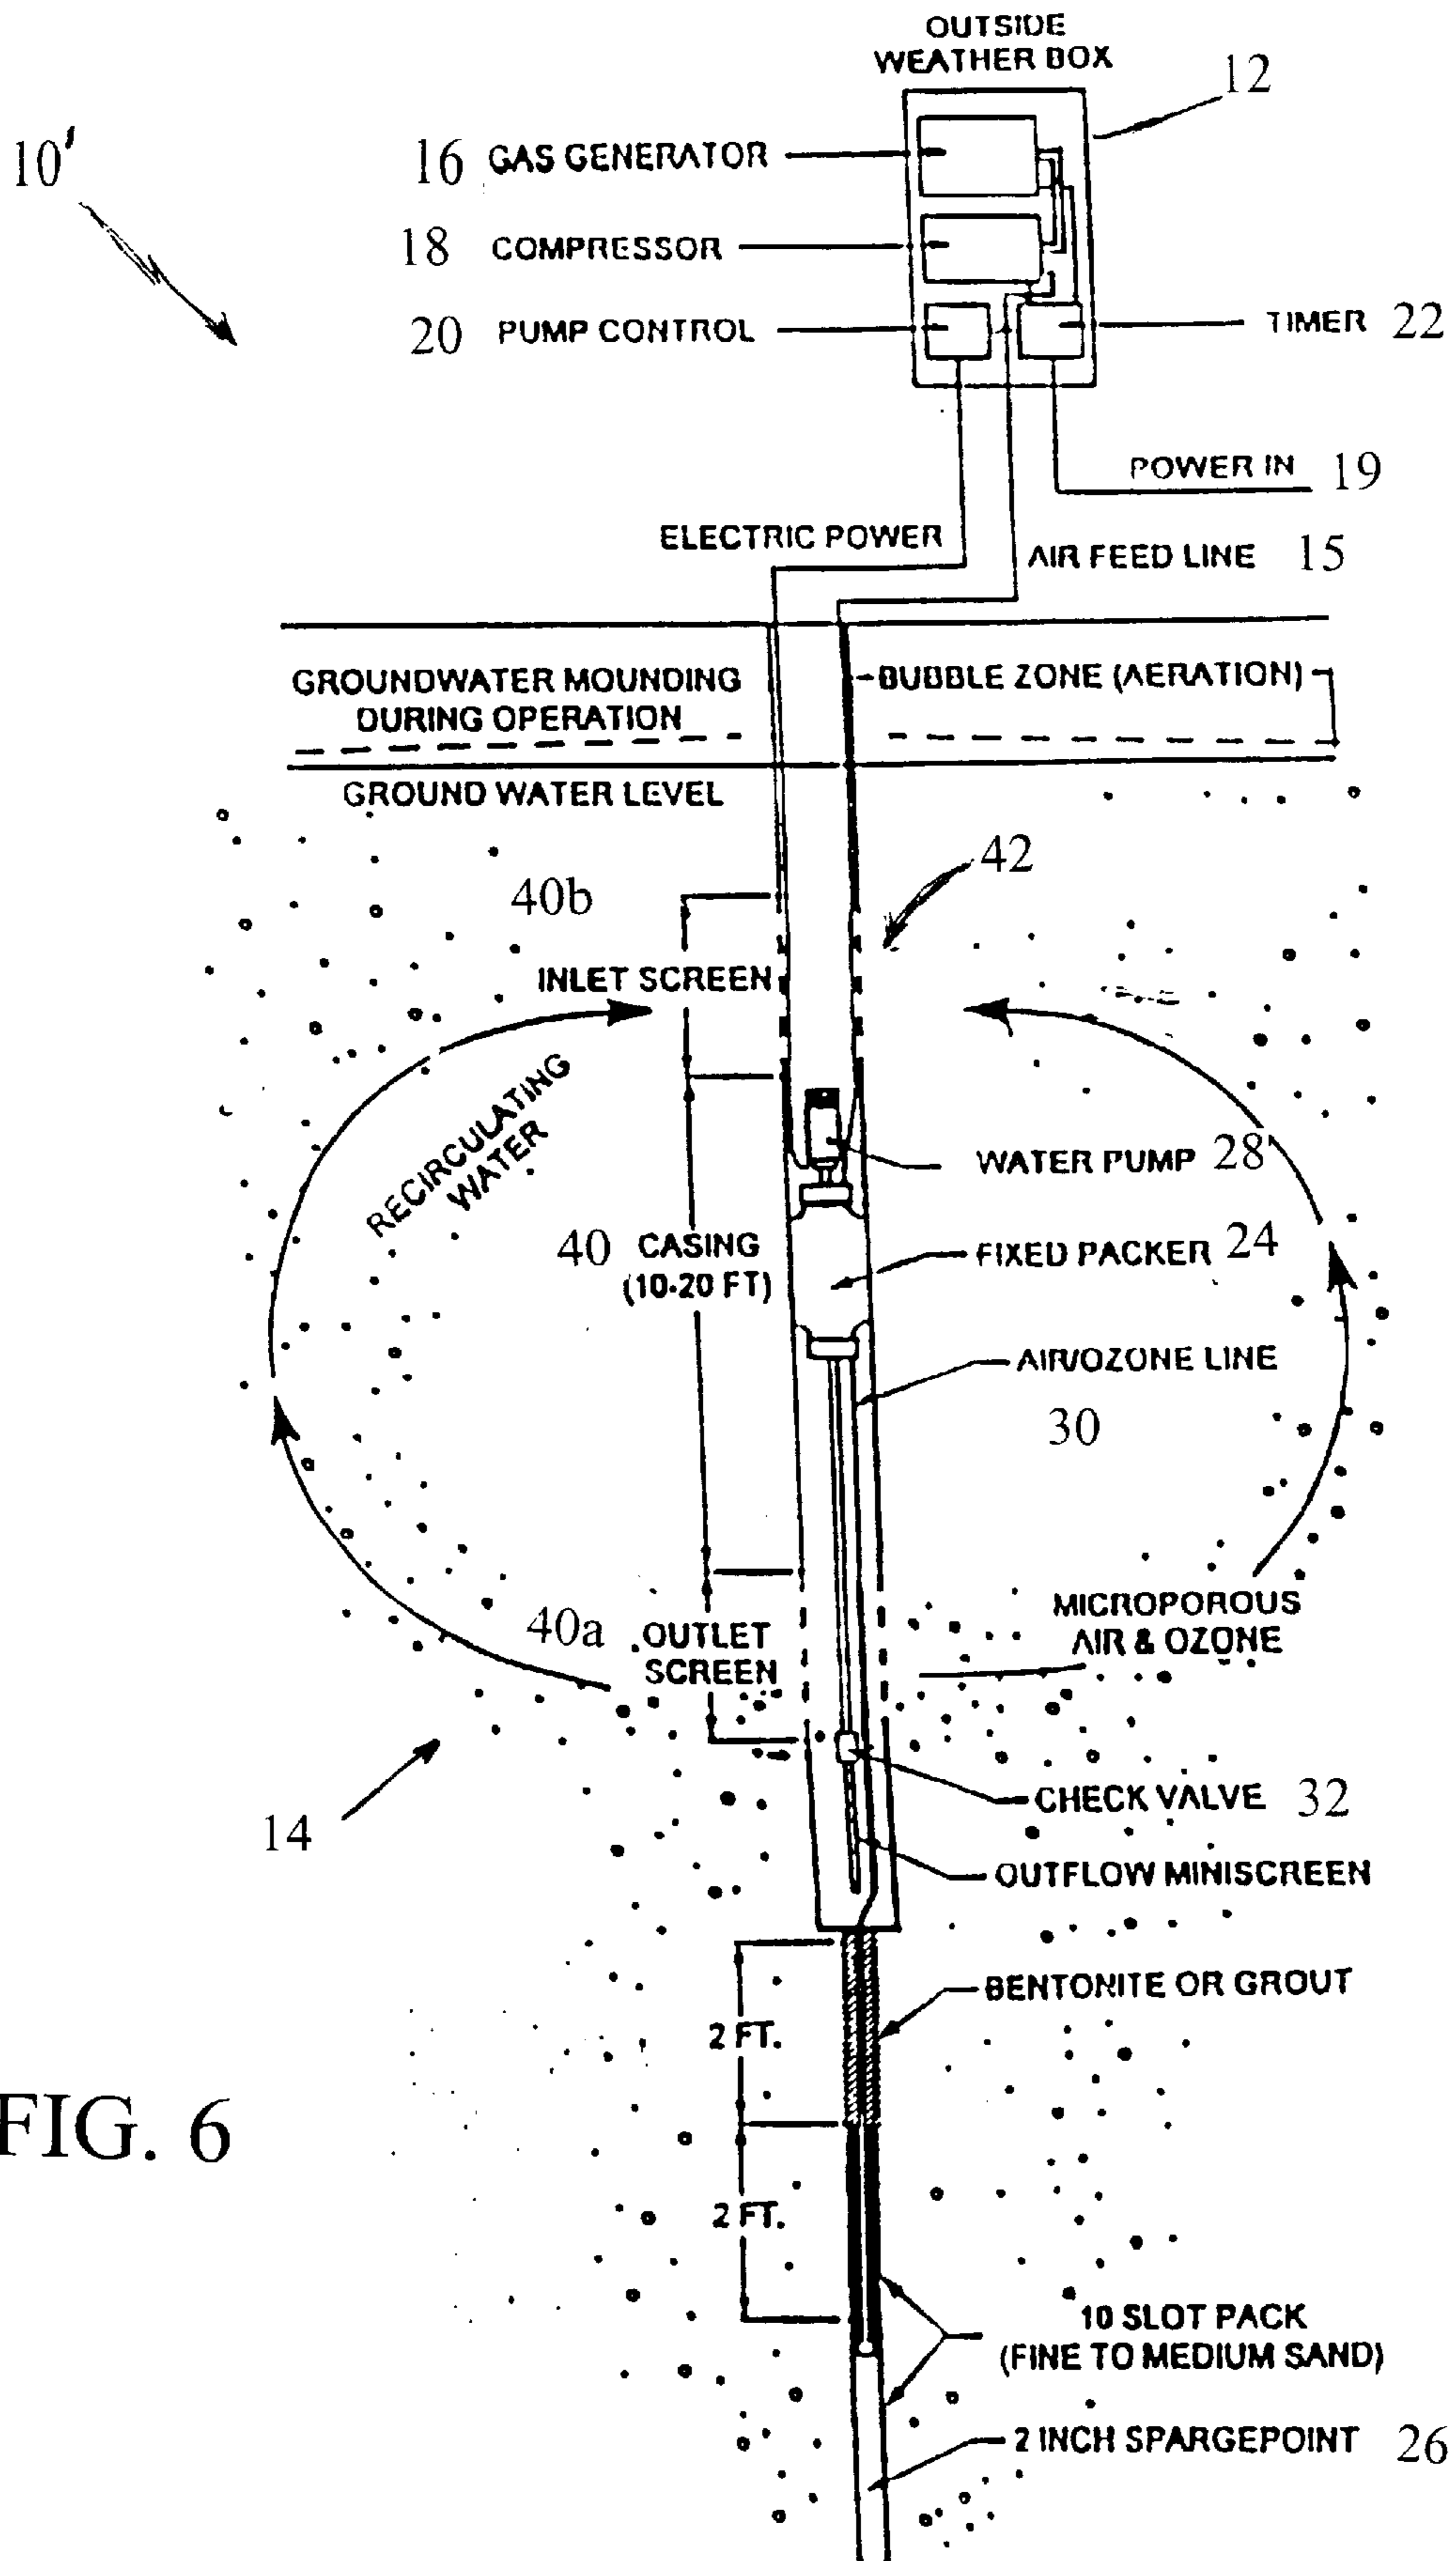 OUTSIDE
WEATHER BOX
12
10'
16 GAS GENERATOR
18 COMPRESSOR
20 PUMP CONTROL
TIMER 22
POWER IN 19
ELECTRIC POWER
AIR FEED LINE 15
GROUNDWATER MOUNDING
DURING OPERATION
BUBBLE ZONE (AERATION)
GROUND WATER LEVEL
42
40b
INLET SCREEN
RECIRCULATING
WATER
WATER PUMP 28
40 CASING
(10-20 FT)
FIXED PACKER 24
AIR/OZONE LINE
30
MICROPOROUS
AIR & OZONE
40a OUTLET
SCREEN
14
CHECK VALVE 32
OUTFLOW MINISCREEN
BENTONITE OR GROUT
2 FT.
FIG. 6
2 FT.
10 SLOT PACK
(FINE TO MEDIUM SAND)
2 INCH SPARGEPOINT 26